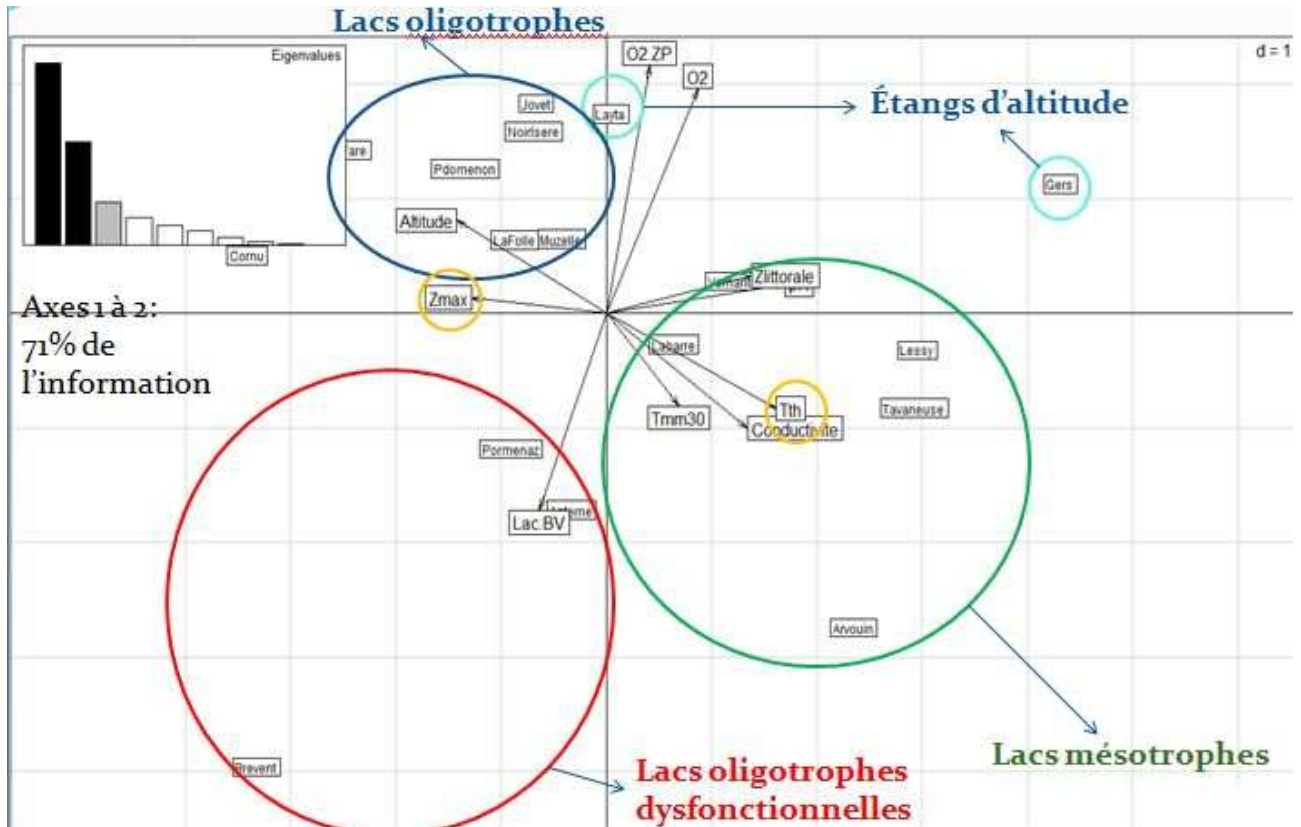 Lacs oligotrophes
Eigenvalues
O2.ZP
O2
d = 1
Jovet
Layta
Étangs d'altitude
Noirisere
are
Pdomenon
Gers
Altitude
LaFolle
Muzelle
Cornu
Zlittorale
Zmax
Axes 1 à 2:
71% de
l'information
Labarre
Lessy
Tth
Tavaneuse
Tmm30
Conductivite
Pormenaz
Lac.BV
Arvouin
Brevent
Lacs mésotrophes
Lacs oligotrophes
dysfonctionnelles